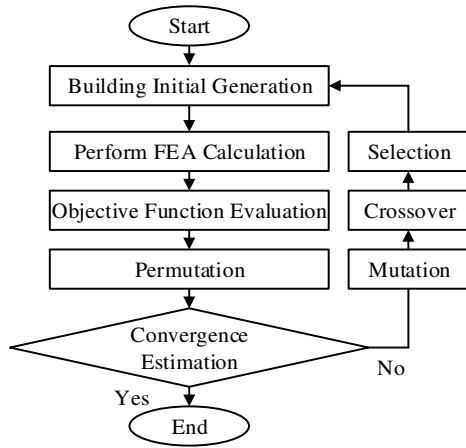 Start
Building Initial Generation
Perform FEA Calculation
Selection
Objective Function Evaluation
Crossover
Permutation
Mutation
Convergence
Estimation
No
Yes
End